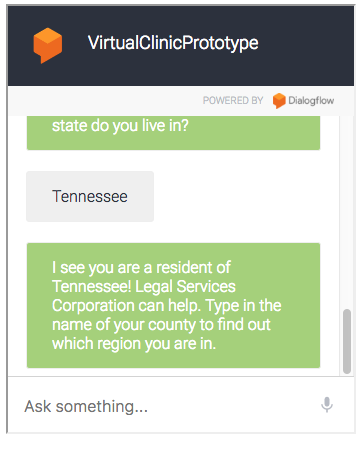 VirtualClinicPrototype
POWERED BY Dialogflow
state do you live in?
Tennessee
I see you are a resident of
Tennessee! Legal Services
Corporation can help. Type in the
name of your county to find out
which region you are in.
Ask something...